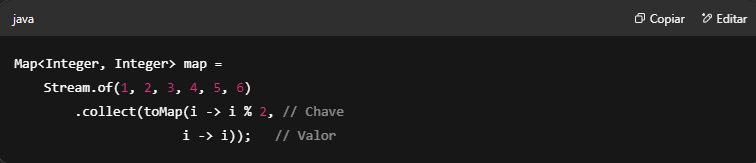 java Copiar Editar
Map<Integer, Integer> map =
    Stream.of(1, 2, 3, 4, 5, 6)
        .collect(toMap(i -> i % 2, // Chave
                       i -> i));   // Valor